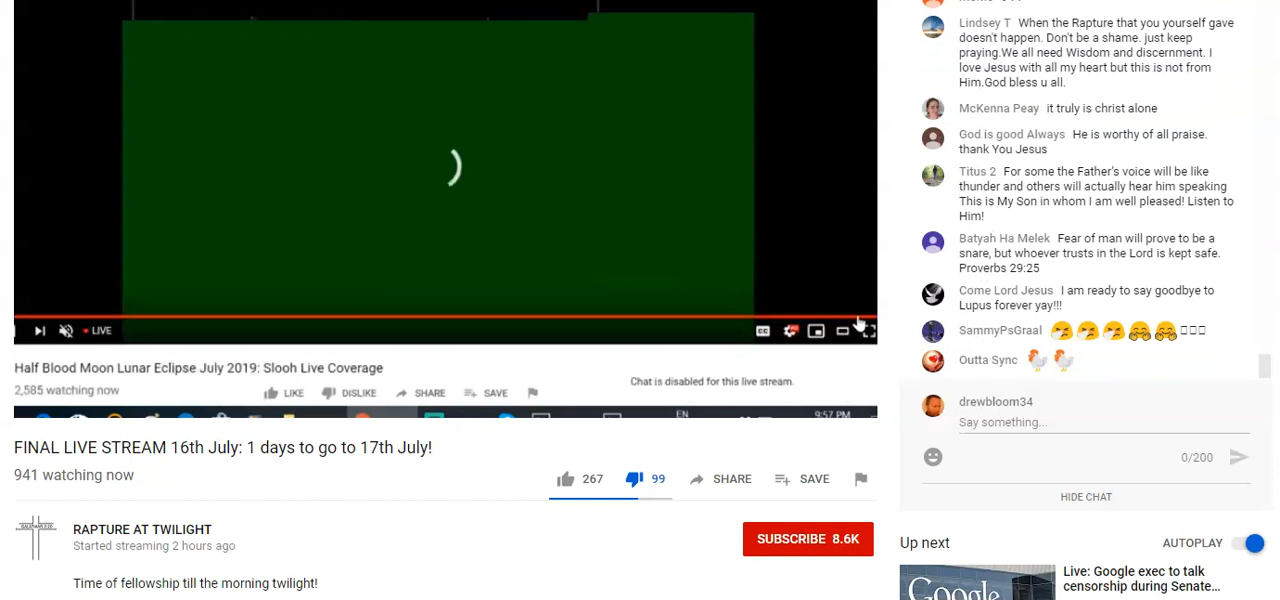 Lindsey T When the Rapture that you yourself gave
doesn't happen. Don't be a shame. just keep
praying.We all need Wisdom and discernment. I
love Jesus with all my heart but this is not from
Him.God bless u all.
McKenna Peay it truly is christ alone
God is good Always He is worthy of all praise.
thank You Jesus
Titus 2 For some the Father's voice will be like
thunder and others will actually hear him speaking
This is My Son in whom I am well pleased! Listen to
Him!
Batyah Ha Melek Fear of man will prove to be a
snare, but whoever trusts in the Lord is kept safe.
Proverbs 29:25
Come Lord Jesus I am ready to say goodbye to
Lupus forever yay!!!
SammyPsGraal
Outta Sync
drewbloom34
Say something...
0/200
HIDE CHAT
LIVE
Half Blood Moon Lunar Eclipse July 2019: Slooh Live Coverage
2,585 watching now
LIKE DISLIKE SHARE SAVE
Chat is disabled for this live stream.
EN 9:57 PM
FINAL LIVE STREAM 16th July: 1 days to go to 17th July!
941 watching now
267 99 SHARE SAVE
RAPTURE AT TWILIGHT
Started streaming 2 hours ago
SUBSCRIBE 8.6K
Time of fellowship till the morning twilight!
Up next
AUTOPLAY
Google
Live: Google exec to talk
censorship during Senate...